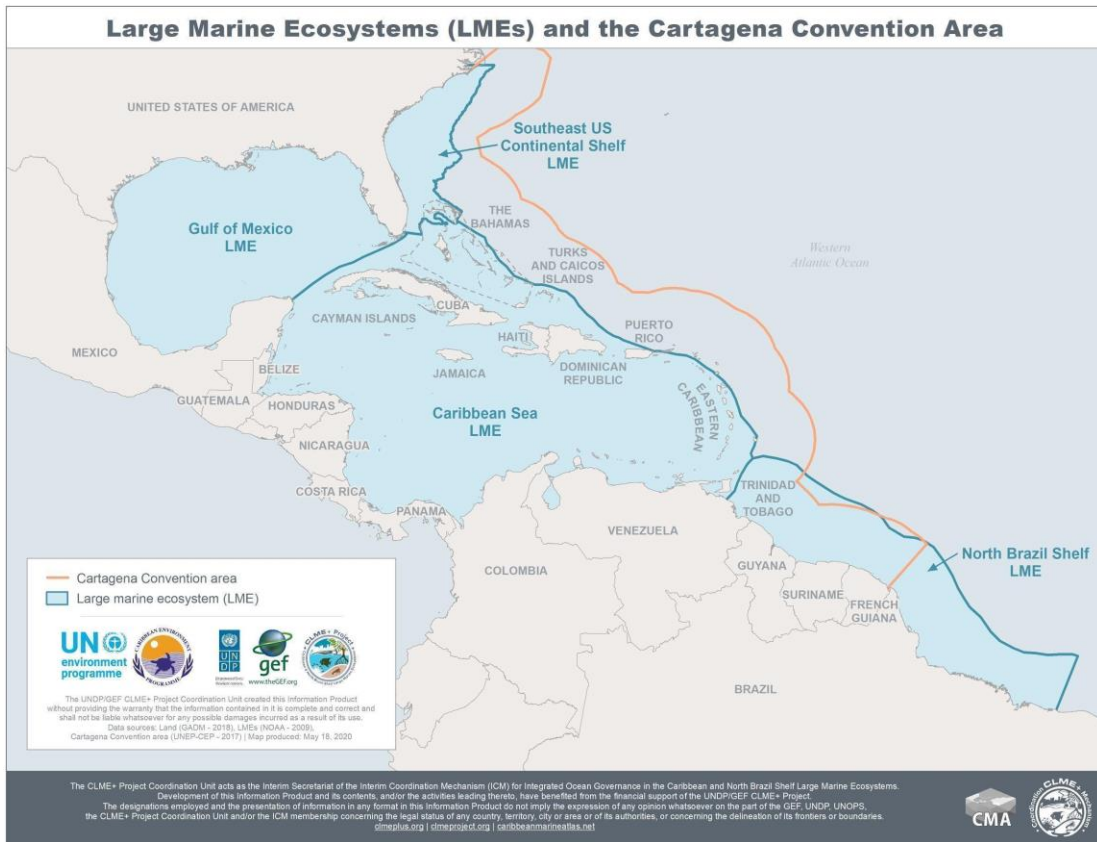 Large Marine Ecosystems (LMEs) and the Cartagena Convention Area
UNITED STATES OF AMERICA
Southeast US
Continental Shelf
LME
Gulf of Mexico
LME
THE
BAHAMAS
Western
Atlantic Ocean
TURKS
AND CAICOS
ISLANDS
CUBA
CAYMAN ISLANDS
PUERTO
RICO
HAITI
MEXICO
JAMAICA
DOMINICAN
REPUBLIC
BELIZE
EASTERN
CARIBBEAN
GUATEMALA
HONDURAS
Caribbean Sea
LME
NICARAGUA
COSTA RICA
TRINIDAD
AND
TOBAGO
PANAMA
VENEZUELA
North Brazil Shelf
LME
COLOMBIA
GUYANA
SURINAME
FRENCH
GUIANA
BRAZIL
Cartagena Convention area
Large marine ecosystem (LME)
UN
environment
programme
CARIBBEAN ENVIRONMENT
PROGRAMME
UN
DP
gef
www.theGEF.org
CLME+ Project
The UNDP/GEF CLME+ Project Coordination Unit created this Information Product
without providing the warranty that the information contained in it is complete and correct and
shall not be liable whatsoever for any possible damages incurred as a result of its use.
Data sources: Land (GADM - 2018), LMEs (NOAA - 2009),
Cartagena Convention area (UNEP-CEP - 2017) | Map produced: May 18, 2020
The CLME+ Project Coordination Unit acts as the Interim Secretariat of the Interim Coordination Mechanism (ICM) for Integrated Ocean Governance in the Caribbean and North Brazil Shelf Large Marine Ecosystems.
Development of this Information Product and its contents, and/or the activities leading thereto, have benefited from the financial support of the UNDP/GEF CLME+ Project.
The designations employed and the presentation of information in any format in this Information Product do not imply the expression of any opinion whatsoever on the part of the GEF, UNDP, UNOPS,
the CLME+ Project Coordination Unit and/or the ICM membership concerning the legal status of any country, territory, city or area or of its authorities, or concerning the delineation of its frontiers or boundaries.
clmeplus.org | clmeproject.org | caribbeanmarineatlas.net
CMA
CLME+
Coordination Mechanism